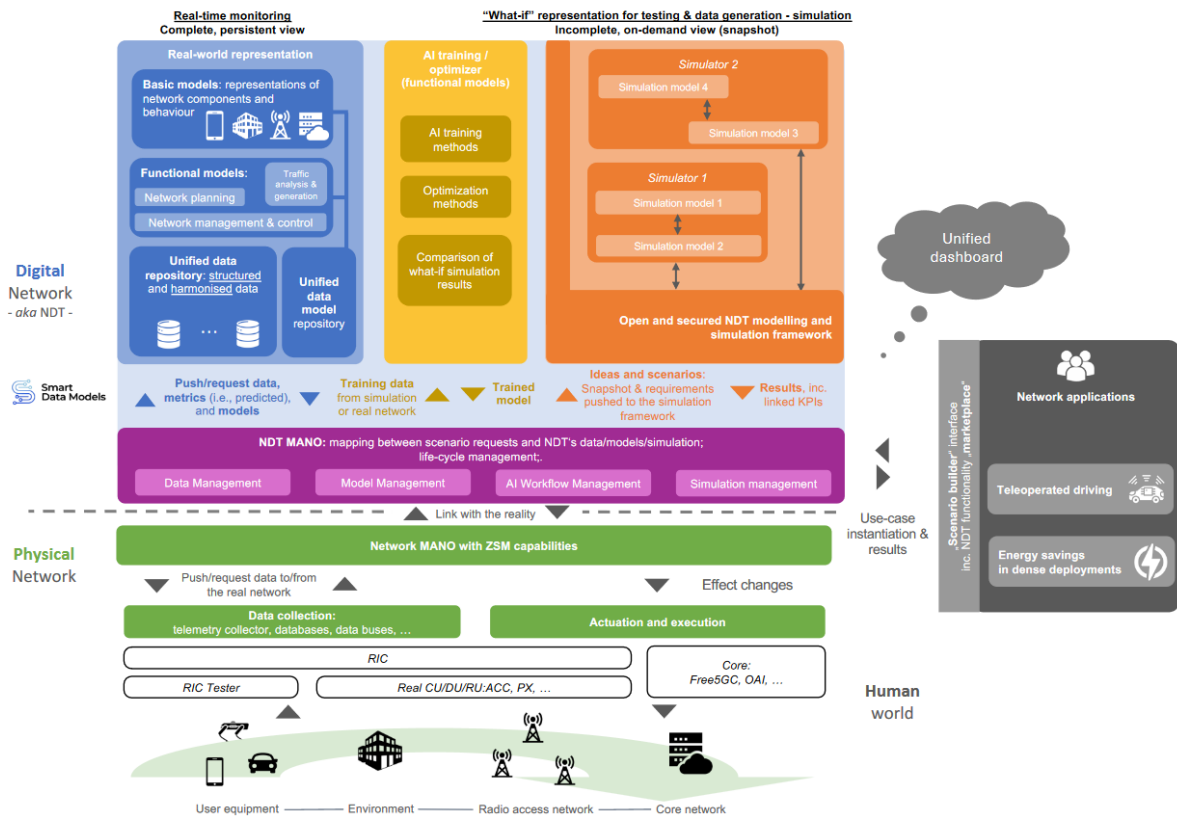 Real-time monitoring
Complete, persistent view
“What-if” representation for testing & data generation - simulation
Incomplete, on-demand view (snapshot)
Real-world representation
Basic models: representations of
network components and
behaviour
Functional models:
Traffic
analysis &
generation
Network planning
Network management & control
Unified data
repository: structured
and harmonised data
...
Unified
data
model
repository
AI training /
optimizer
(functional models)
AI training
methods
Optimization
methods
Comparison of
what-if simulation
results
Simulator 2
Simulation model 4
Simulation model 3
Simulator 1
Simulation model 1
Simulation model 2
Open and secured NDT modelling and
simulation framework
Digital
Network
- aka NDT -
Smart
Data Models
Push/request data,
metrics (i.e., predicted),
and models
Training data
from simulation
or real network
Trained
model
Ideas and scenarios:
Snapshot & requirements
pushed to the simulation
framework
Results, inc.
linked KPIs
NDT MANO: mapping between scenario requests and NDT's data/models/simulation;
life-cycle management;.
Data Management
Model Management
AI Workflow Management
Simulation management
Link with the reality
Physical
Network
Network MANO with ZSM capabilities
Push/request data to/from
the real network
Effect changes
Data collection:
telemetry collector, databases, data buses, …
Actuation and execution
RIC
RIC Tester
Real CU/DU/RU:ACC, PX, …
Core:
Free5GC, OAI, …
User equipment
Environment
Radio access network
Core network
Human
world
Unified
dashboard
Use-case
instantiation &
results
„Scenario builder” interface
inc. NDT functionality „marketplace”
Network applications
Teleoperated driving
Energy savings
in dense deployments